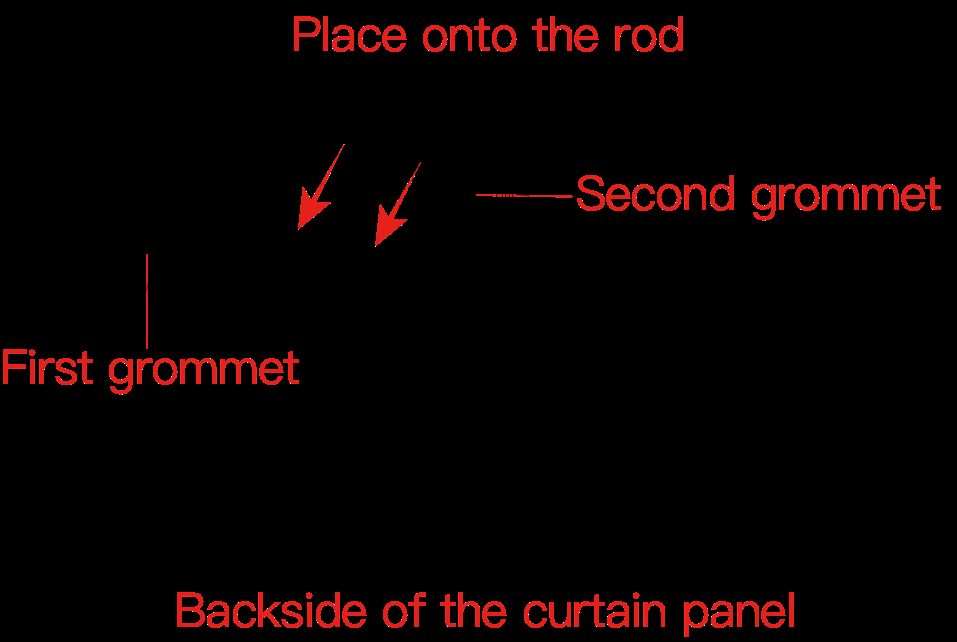 Place onto the rod
Second grommet
First grommet
Backside of the curtain panel